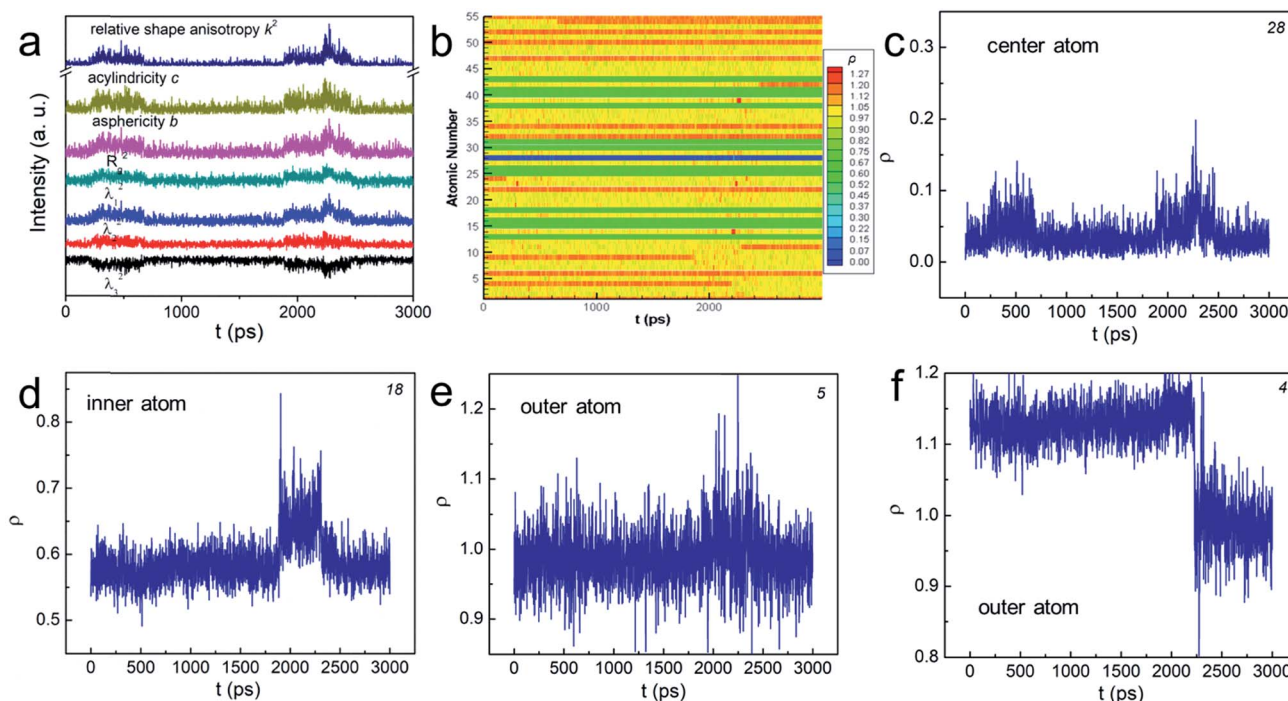 a
relative shape anisotropy k²
acylindricity c
asphericity b
R_g²
λ₁²
λ₂²
λ₃²
Intensity (a. u.)
0 1000 2000 3000
t (ps)
b
55
50
45
40
35
30
25
20
15
10
5
Atomic Number
0 1000 2000
t (ps)
ρ
1.27
1.20
1.12
1.05
0.97
0.90
0.82
0.75
0.67
0.60
0.52
0.45
0.37
0.30
0.22
0.15
0.07
0.00
c
28
center atom
0.3
0.2
0.1
0.0
ρ
0 500 1000 1500 2000 2500 3000
t (ps)
d
18
inner atom
0.8
0.7
0.6
0.5
ρ
0 500 1000 1500 2000 2500 3000
t (ps)
e
5
outer atom
1.2
1.1
1.0
0.9
ρ
0 500 1000 1500 2000 2500 3000
t (ps)
f
4
1.2
1.1
1.0
0.9
0.8
ρ
outer atom
0 500 1000 1500 2000 2500 3000
t (ps)